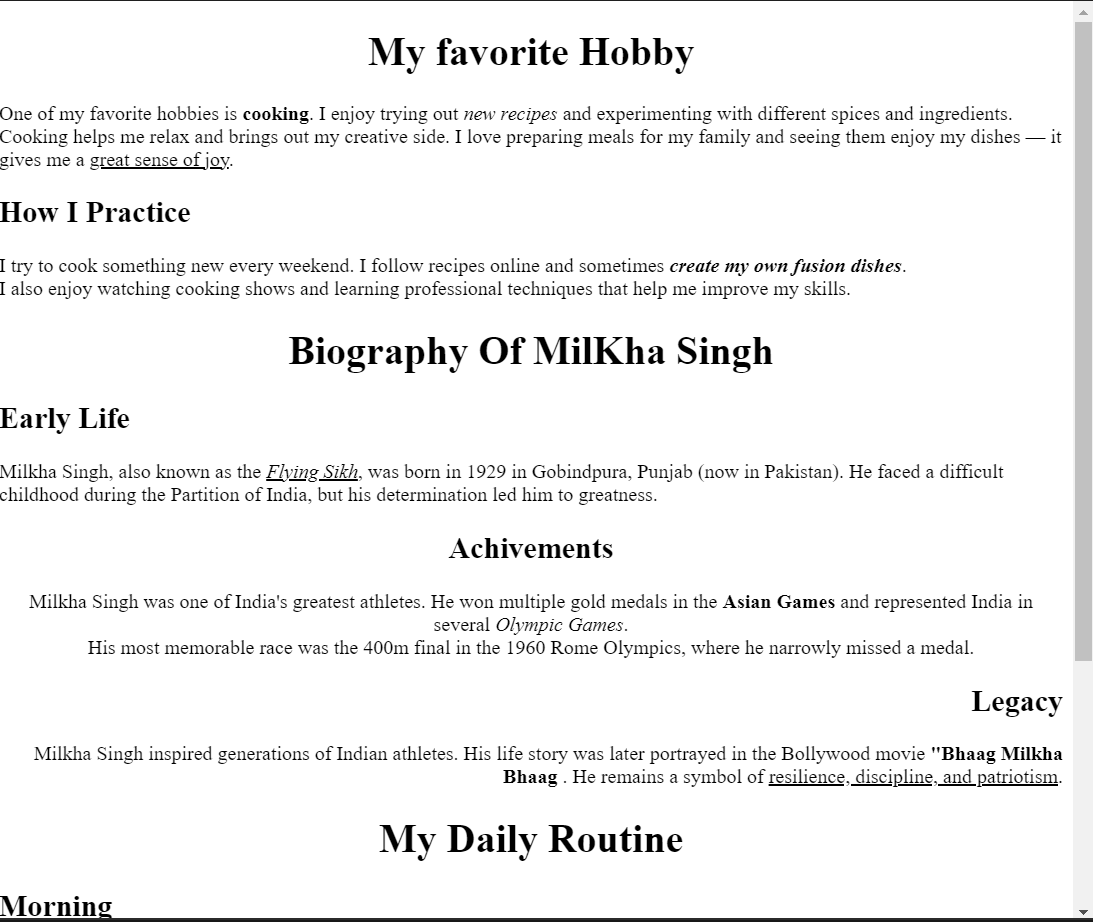 My favorite Hobby
One of my favorite hobbies is cooking. I enjoy trying out new recipes and experimenting with different spices and ingredients.
Cooking helps me relax and brings out my creative side. I love preparing meals for my family and seeing them enjoy my dishes — it
gives me a great sense of joy.
How I Practice
I try to cook something new every weekend. I follow recipes online and sometimes create my own fusion dishes.
I also enjoy watching cooking shows and learning professional techniques that help me improve my skills.
Biography Of MilKha Singh
Early Life
Milkha Singh, also known as the Flying Sikh, was born in 1929 in Gobindpura, Punjab (now in Pakistan). He faced a difficult
childhood during the Partition of India, but his determination led him to greatness.
Achivements
Milkha Singh was one of India's greatest athletes. He won multiple gold medals in the Asian Games and represented India in
several Olympic Games.
His most memorable race was the 400m final in the 1960 Rome Olympics, where he narrowly missed a medal.
Legacy
Milkha Singh inspired generations of Indian athletes. His life story was later portrayed in the Bollywood movie "Bhaag Milkha
Bhaag . He remains a symbol of resilience, discipline, and patriotism.
My Daily Routine
Morning